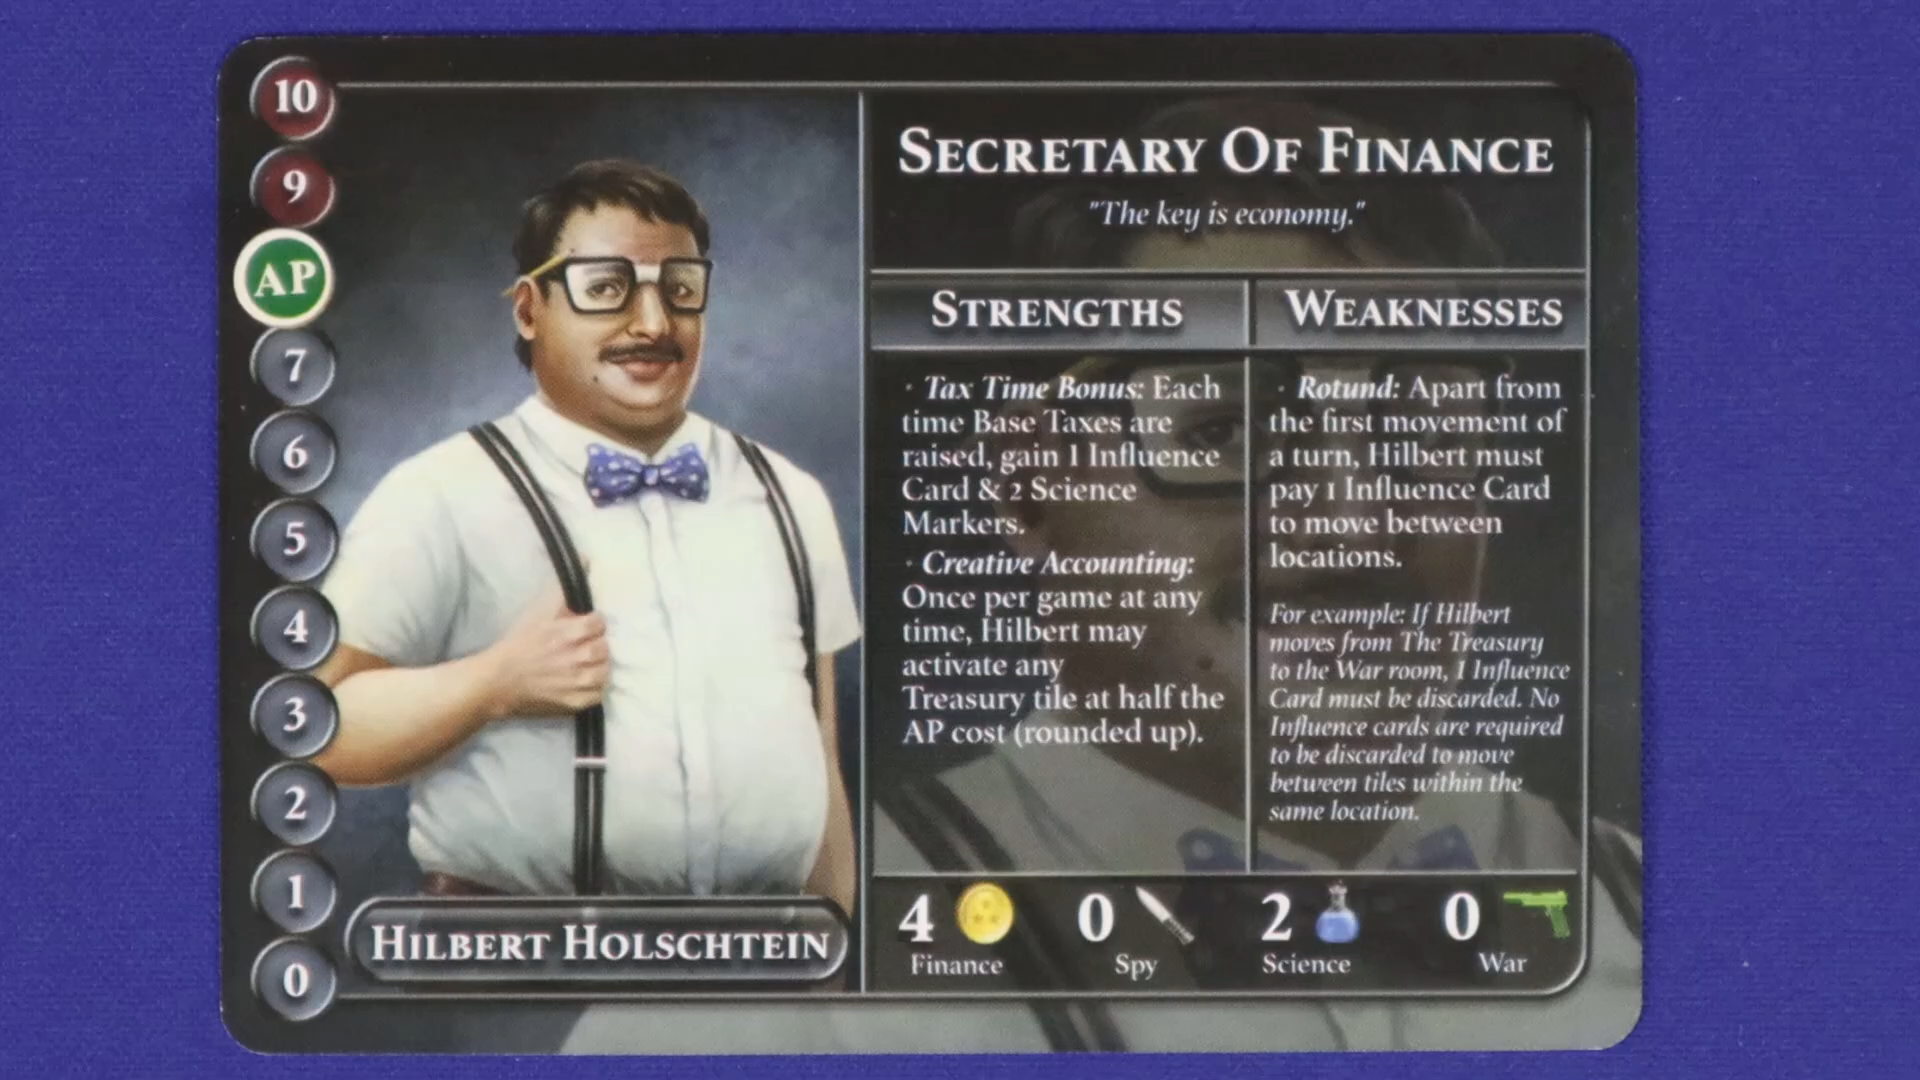 10
9
AP
7
6
5
4
3
2
1
0
HILBERT HOLSCHTEIN
SECRETARY OF FINANCE
"The key is economy."
STRENGTHS
· Tax Time Bonus: Each
time Base Taxes are
raised, gain 1 Influence
Card & 2 Science
Markers.
· Creative Accounting:
Once per game at any
time, Hilbert may
activate any
Treasury tile at half the
AP cost (rounded up).
WEAKNESSES
· Rotund: Apart from
the first movement of
a turn, Hilbert must
pay 1 Influence Card
to move between
locations.
For example: If Hilbert
moves from The Treasury
to the War room, 1 Influence
Card must be discarded. No
Influence cards are required
to be discarded to move
between tiles within the
same location.
4 0 2 0
Finance Spy Science War